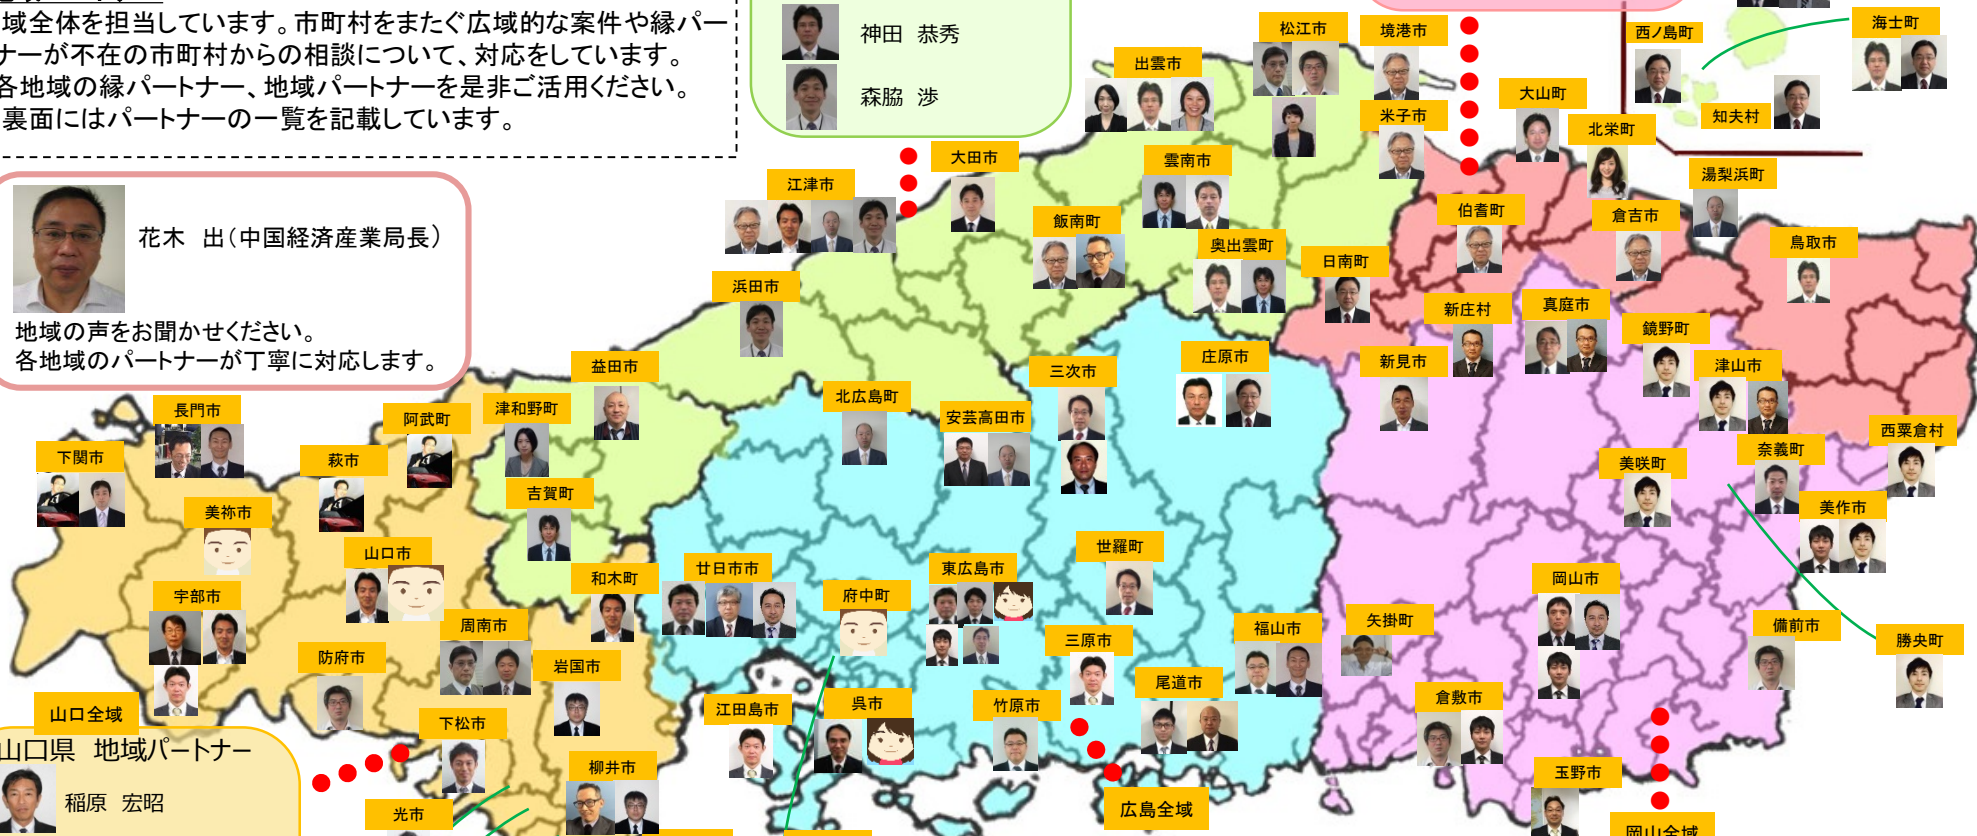 域全体を担当しています。市町村をまたぐ広域的な案件や縁パー
ナーが不在の市町村からの相談について、対応をしています。
各地域の縁パートナー、地域パートナーを是非ご活用ください。
裏面にはパートナーの一覧を記載しています。
神田 恭秀
森脇 渉
花木 出（中国経済産業局長）
地域の声をお聞かせください。
各地域のパートナーが丁寧に対応します。
松江市
境港市
出雲市
米子市
大山町
北栄町
西ノ島町
海士町
知夫村
湯梨浜町
大田市
雲南市
江津市
飯南町
奥出雲町
伯耆町
倉吉市
鳥取市
日南町
浜田市
新庄村
真庭市
鏡野町
津山市
益田市
三次市
庄原市
新見市
北広島町
安芸高田市
長門市
阿武町
津和野町
西粟倉村
奈義町
下関市
萩市
吉賀町
美咲町
美作市
美祢市
山口市
和木町
廿日市市
東広島市
世羅町
府中町
岡山市
宇部市
周南市
三原市
福山市
矢掛町
備前市
勝央町
防府市
岩国市
尾道市
倉敷市
山口全域
下松市
江田島市
呉市
竹原市
山口県 地域パートナー
稲原 宏昭
柳井市
玉野市
光市
広島全域
岡山全域